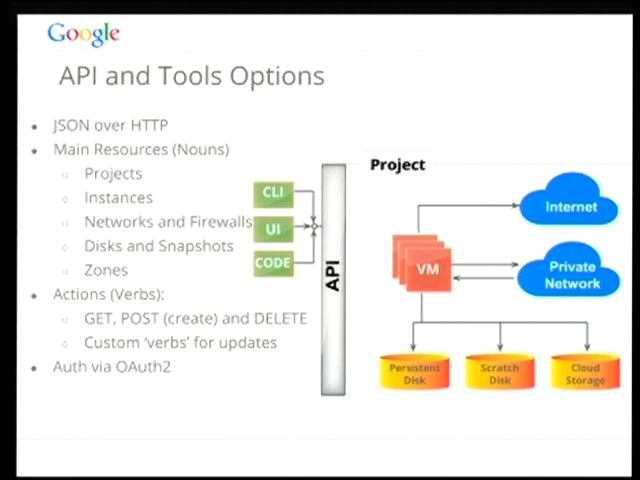 Google
API and Tools Options
JSON over HTTP
Main Resources (Nouns)
Projects
Instances
Networks and Firewalls
Disks and Snapshots
Zones
Actions (Verbs):
GET, POST (create) and DELETE
Custom ‘verbs’ for updates
Auth via OAuth2
CLI
UI
CODE
API
Project
VM
Internet
Private
Network
Persistent
Disk
Scratch
Disk
Cloud
Storage